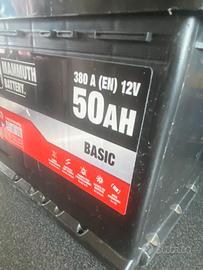 MAMMUTH
BATTERY.
380 A (EN) 12V
50AH
BASIC